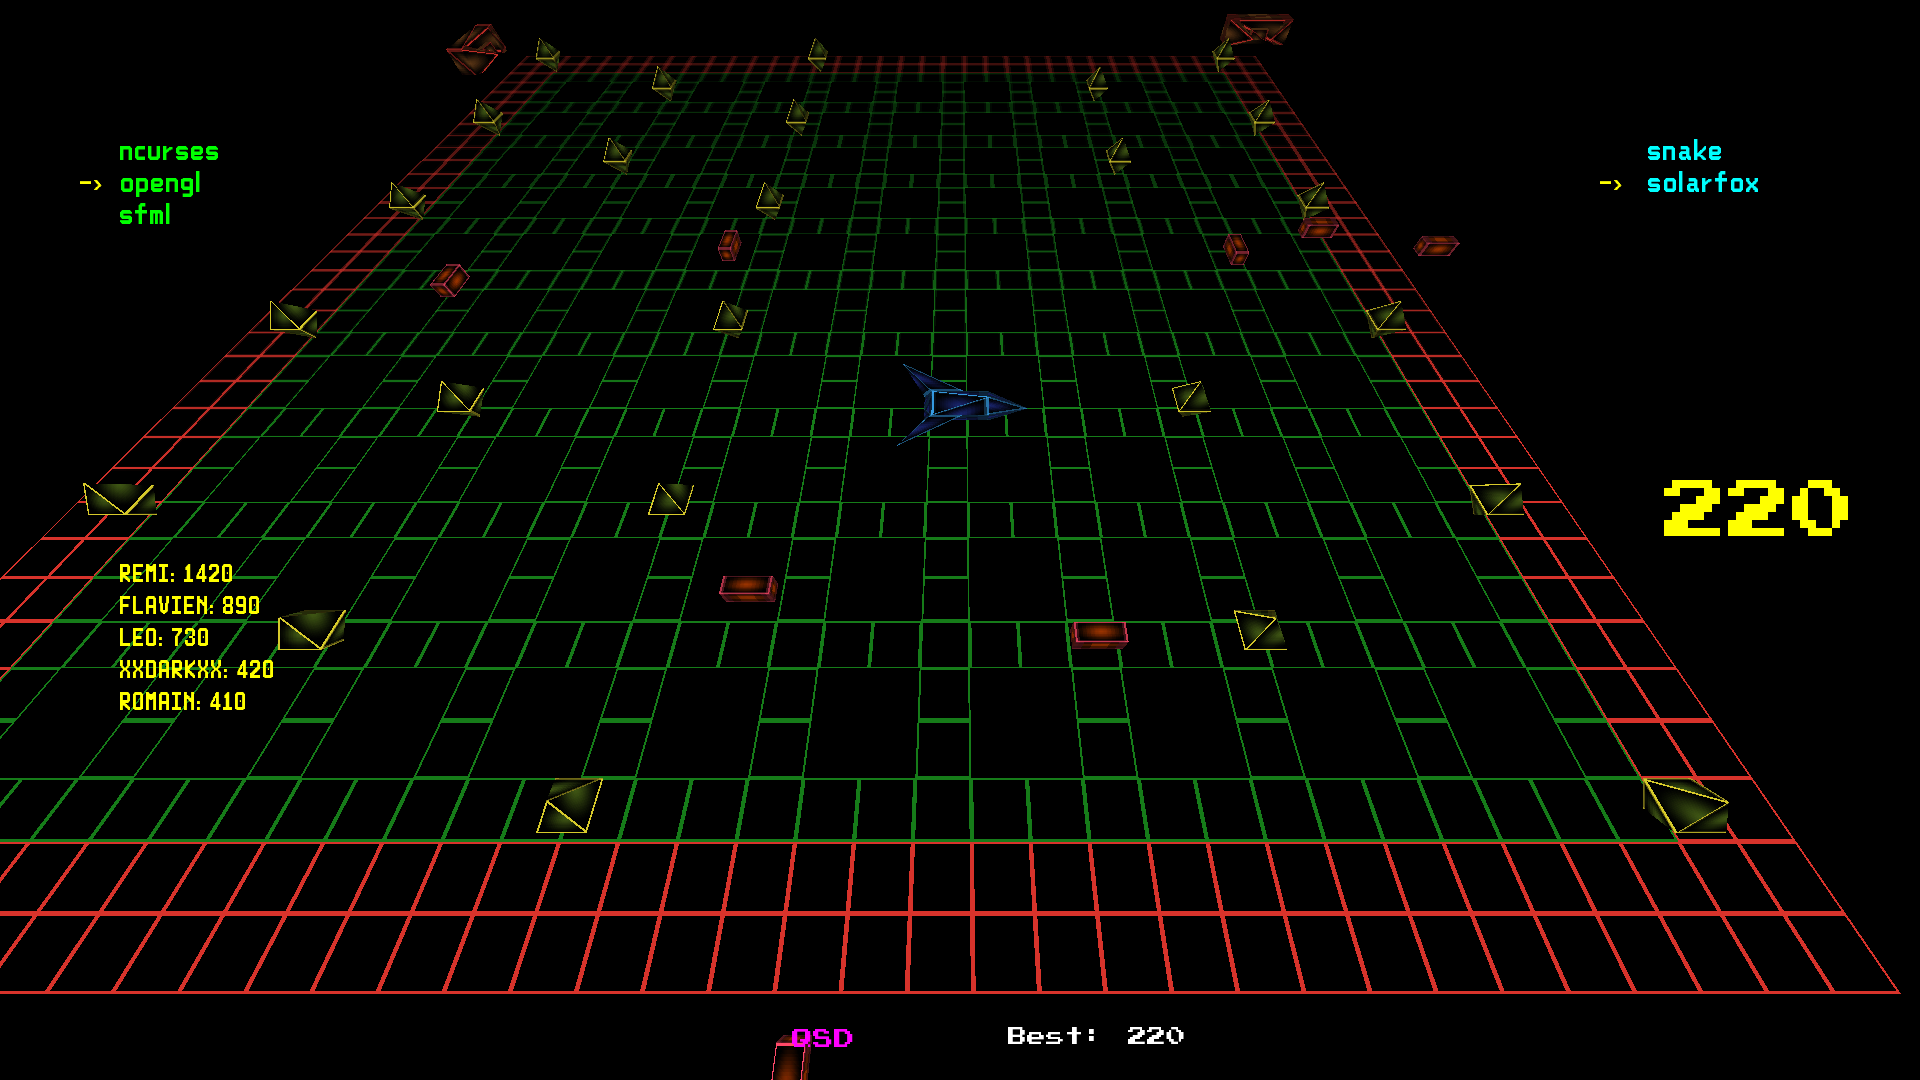 ncurses
-> opengl
sfml
snake
-> solarfox
220
REMI: 1420
FLAVIEN: 890
LEO: 730
XXDARKXX: 420
ROMAIN: 410
QSD
Best: 220